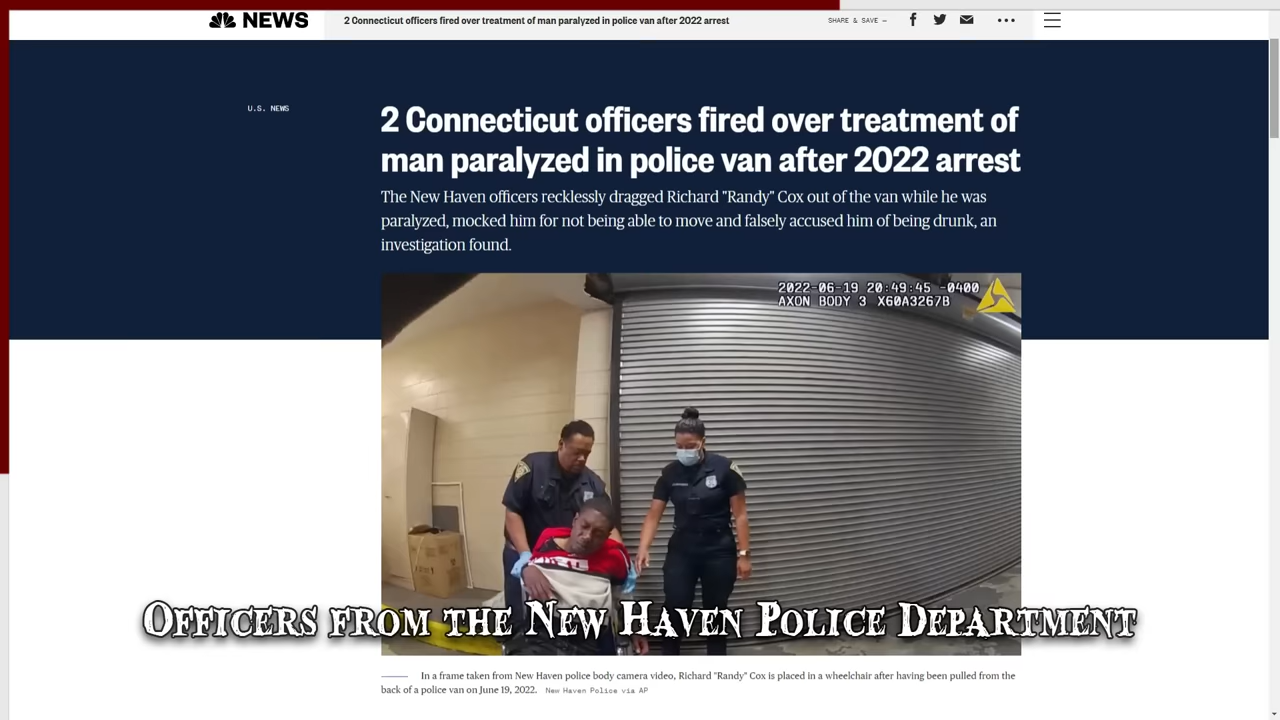 NEWS
2 Connecticut officers fired over treatment of man paralyzed in police van after 2022 arrest
SHARE & SAVE —
U.S. NEWS
2 Connecticut officers fired over treatment of
man paralyzed in police van after 2022 arrest
The New Haven officers recklessly dragged Richard "Randy" Cox out of the van while he was
paralyzed, mocked him for not being able to move and falsely accused him of being drunk, an
investigation found.
2022-06-19 20:49:45 -0400
AXON BODY 3 X60A3267B
Officers from the New Haven Police Department
In a frame taken from New Haven police body camera video, Richard "Randy" Cox is placed in a wheelchair after having been pulled from the
back of a police van on June 19, 2022. New Haven Police via AP